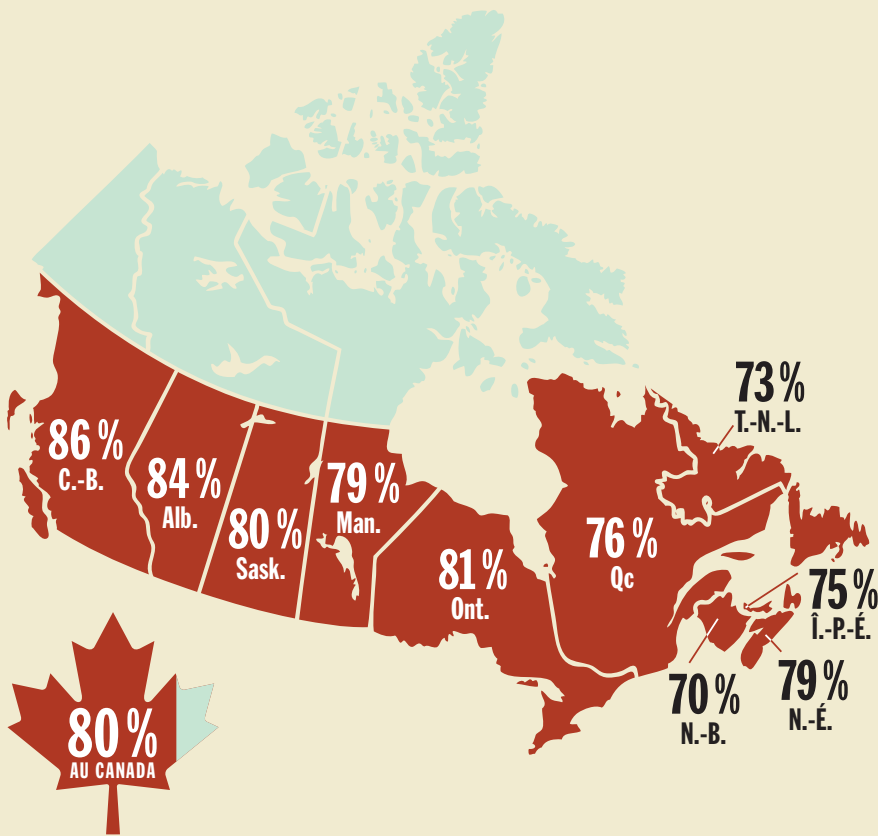 73 %
T.-N.-L.
86 %
C.-B.
84 %
Alb.
80 %
Sask.
79 %
Man.
81 %
Ont.
76 %
Qc
75 %
Î.-P.-É.
70 %
N.-B.
79 %
N.-É.
80 %
AU CANADA